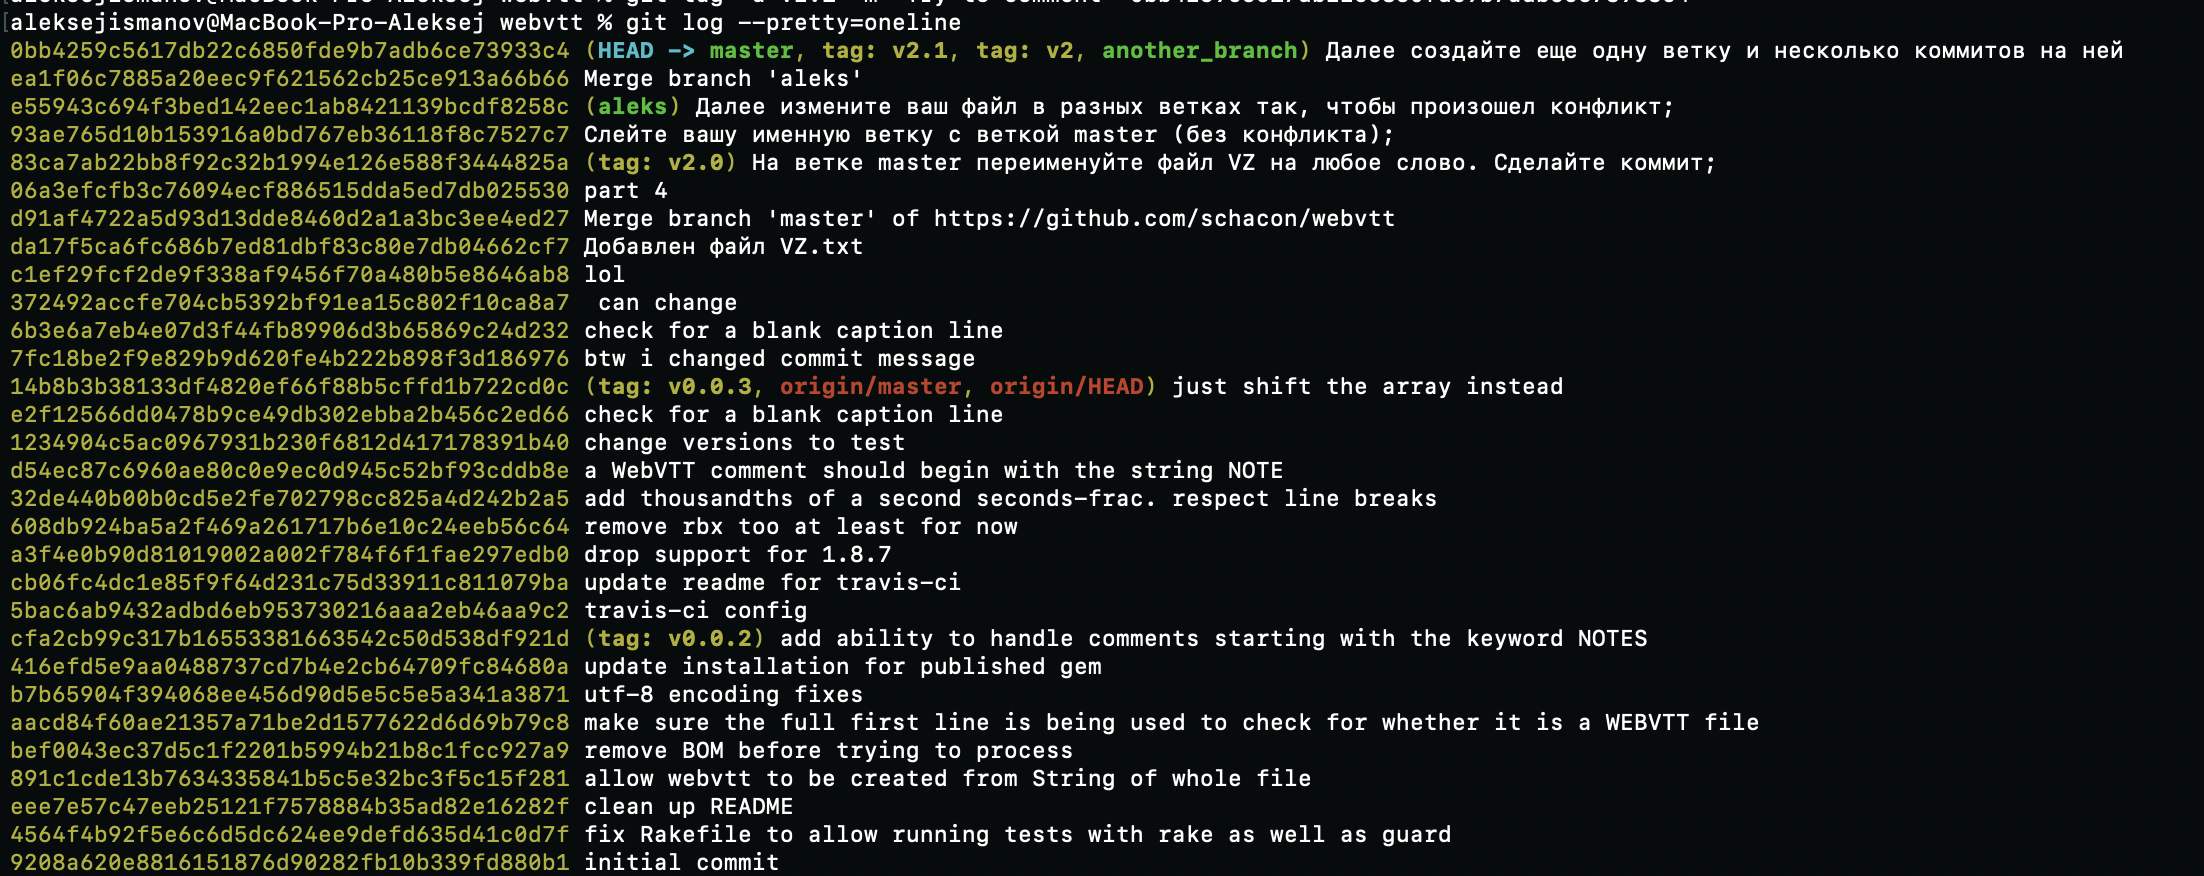 aleksejismanov@MacBook-Pro-Aleksej webvtt % git log --pretty=oneline
0bb4259c5617db22c6850fde9b7adb6ce73933c4 (HEAD -> master, tag: v2.1, tag: v2, another_branch) Далее создайте еще одну ветку и несколько коммитов на ней
ea1f06c7885a20eec9f621562cb25ce913a66b66 Merge branch 'aleks'
e55943c694f3bed142eec1ab8421139bcdf8258c (aleks) Далее измените ваш файл в разных ветках так, чтобы произошел конфликт;
93ae765d10b153916a0bd767eb36118f8c7527c7 Слейте вашу именную ветку с веткой master (без конфликта);
83ca7ab22bb8f92c32b1994e126e588f3444825a (tag: v2.0) На ветке master переименуйте файл VZ на любое слово. Сделайте коммит;
06a3efcfb3c76094ecf886515dda5ed7db025530 part 4
d91af4722a5d93d13dde8460d2a1a3bc3ee4ed27 Merge branch 'master' of https://github.com/schacon/webvtt
da17f5ca6fc686b7ed81dbf83c80e7db04662cf7 Добавлен файл VZ.txt
c1ef29fcf2de9f338af9456f70a480b5e8646ab8 lol
372492accfe704cb5392bf91ea15c802f10ca8a7  can change
6b3e6a7eb4e07d3f44fb89906d3b65869c24d232 check for a blank caption line
7fc18be2f9e829b9d620fe4b222b898f3d186976 btw i changed commit message
14b8b3b38133df4820ef66f88b5cffd1b722cd0c (tag: v0.0.3, origin/master, origin/HEAD) just shift the array instead
e2f12566dd0478b9ce49db302ebba2b456c2ed66 check for a blank caption line
1234904c5ac0967931b230f6812d417178391b40 change versions to test
d54ec87c6960ae80c0e9ec0d945c52bf93cddb8e a WebVTT comment should begin with the string NOTE
32de440b00b0cd5e2fe702798cc825a4d242b2a5 add thousandths of a second seconds-frac. respect line breaks
608db924ba5a2f469a261717b6e10c24eeb56c64 remove rbx too at least for now
a3f4e0b90d81019002a002f784f6f1fae297edb0 drop support for 1.8.7
cb06fc4dc1e85f9f64d231c75d33911c811079ba update readme for travis-ci
5bac6ab9432adbd6eb953730216aaa2eb46aa9c2 travis-ci config
cfa2cb99c317b16553381663542c50d538df921d (tag: v0.0.2) add ability to handle comments starting with the keyword NOTES
416efd5e9aa0488737cd7b4e2cb64709fc84680a update installation for published gem
b7b65904f394068ee456d90d5e5c5e5a341a3871 utf-8 encoding fixes
aacd84f60ae21357a71be2d1577622d6d69b79c8 make sure the full first line is being used to check for whether it is a WEBVTT file
bef0043ec37d5c1f2201b5994b21b8c1fcc927a9 remove BOM before trying to process
891c1cde13b7634335841b5c5e32bc3f5c15f281 allow webvtt to be created from String of whole file
eee7e57c47eeb25121f7578884b35ad82e16282f clean up README
4564f4b92f5e6c6d5dc624ee9defd635d41c0d7f fix Rakefile to allow running tests with rake as well as guard
9208a620e8816151876d90282fb10b339fd880b1 initial commit